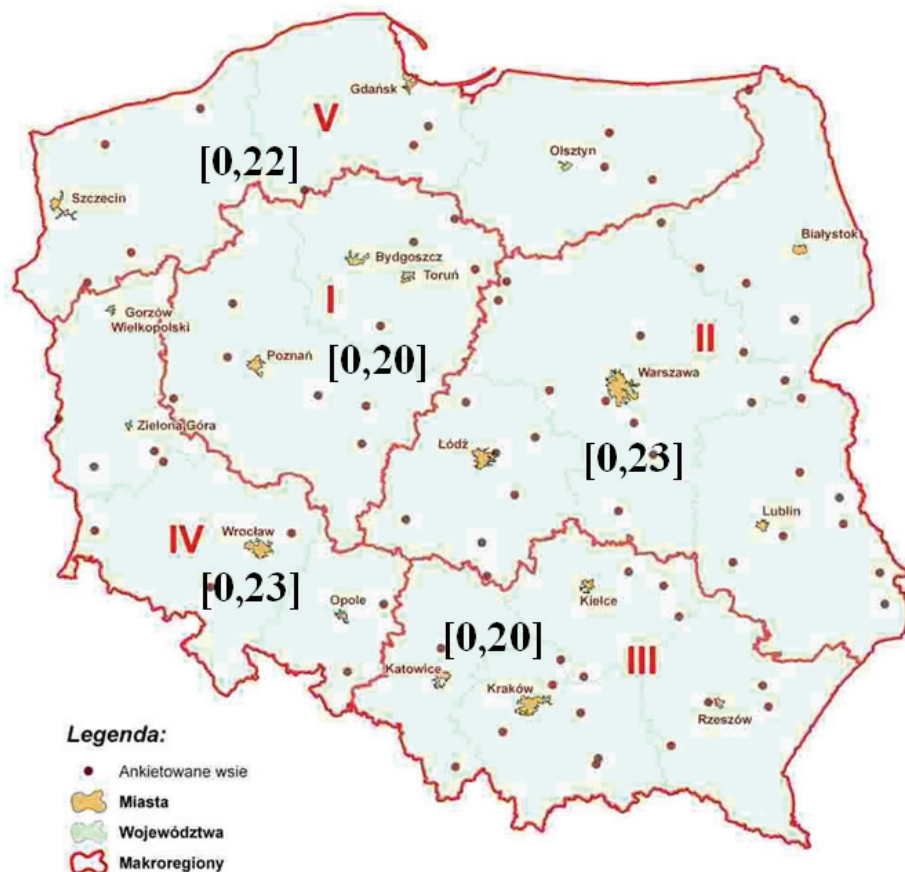 Gdańsk
V
Olsztyn
[0,22]
Szczecin
Białystok
Bydgoszcz
Toruń
I
Gorzów
Wielkopolski
II
Poznań
[0,20]
Warszawa
Zielona Góra
Łódź
[0,23]
Lublin
IV
Wrocław
[0,23]
Opole
Kielce
[0,20]
III
Katowice
Kraków
Rzeszów
Legenda:
Ankietowane wsie
Miasta
Województwa
Makroregiony